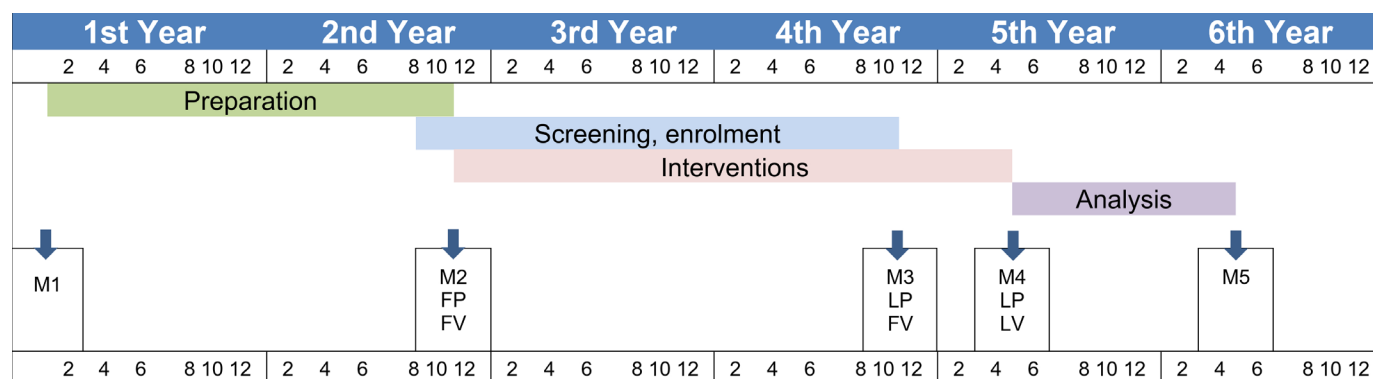 1st Year 2nd Year 3rd Year 4th Year 5th Year 6th Year
2 4 6 8 10 12 2 4 6 8 10 12 2 4 6 8 10 12 2 4 6 8 10 12 2 4 6 8 10 12 2 4 6 8 10 12
Preparation
Screening, enrolment
Interventions
Analysis
M1
M2
FP
FV
M3
LP
FV
M4
LP
LV
M5
2 4 6 8 10 12 2 4 6 8 10 12 2 4 6 8 10 12 2 4 6 8 10 12 2 4 6 8 10 12 2 4 6 8 10 12